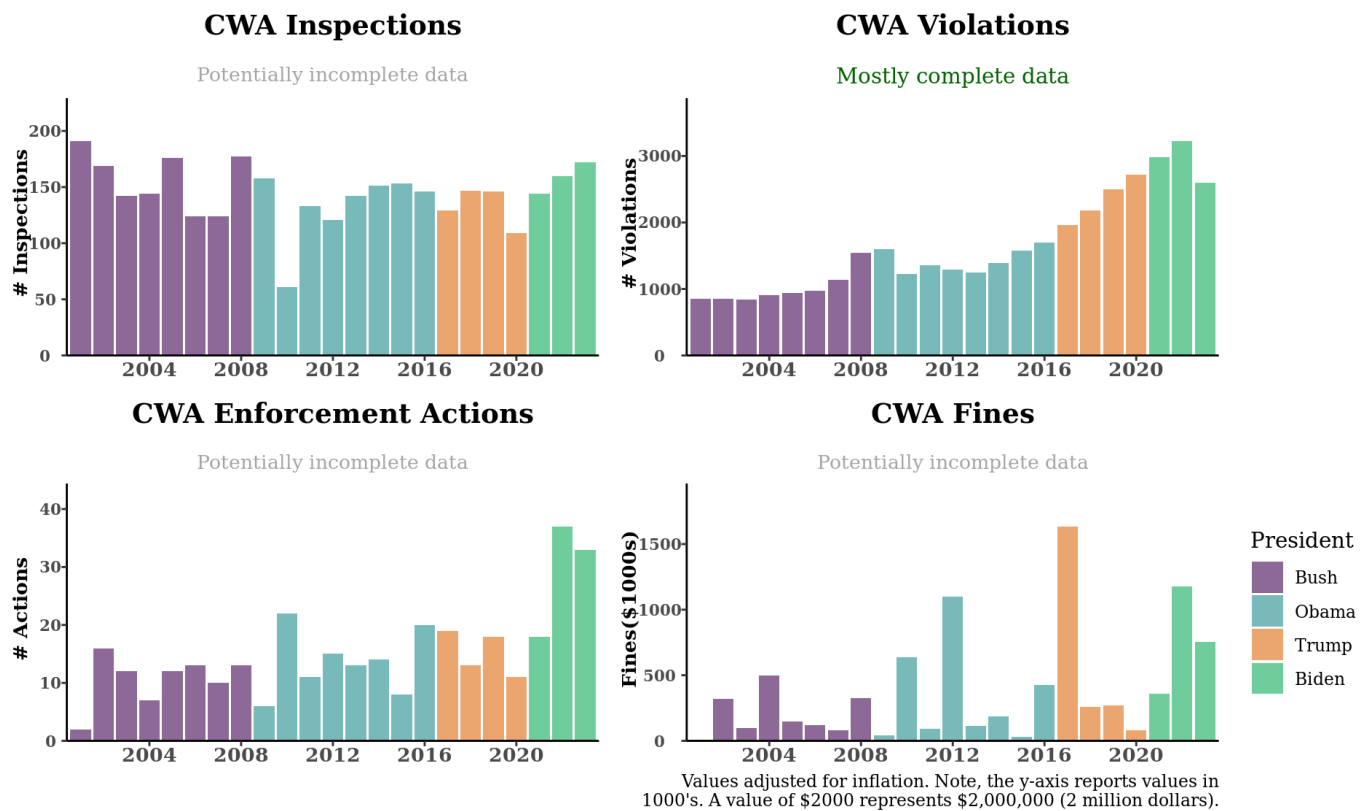 CWA Inspections
Potentially incomplete data
# Inspections
200
150
100
50
0
2004 2008 2012 2016 2020
CWA Violations
Mostly complete data
# Violations
3000
2000
1000
0
2004 2008 2012 2016 2020
CWA Enforcement Actions
Potentially incomplete data
# Actions
40
30
20
10
0
2004 2008 2012 2016 2020
CWA Fines
Potentially incomplete data
Fines($1000s)
1500
1000
500
0
2004 2008 2012 2016 2020
President
Bush
Obama
Trump
Biden
Values adjusted for inflation. Note, the y-axis reports values in
1000's. A value of $2000 represents $2,000,000 (2 million dollars).